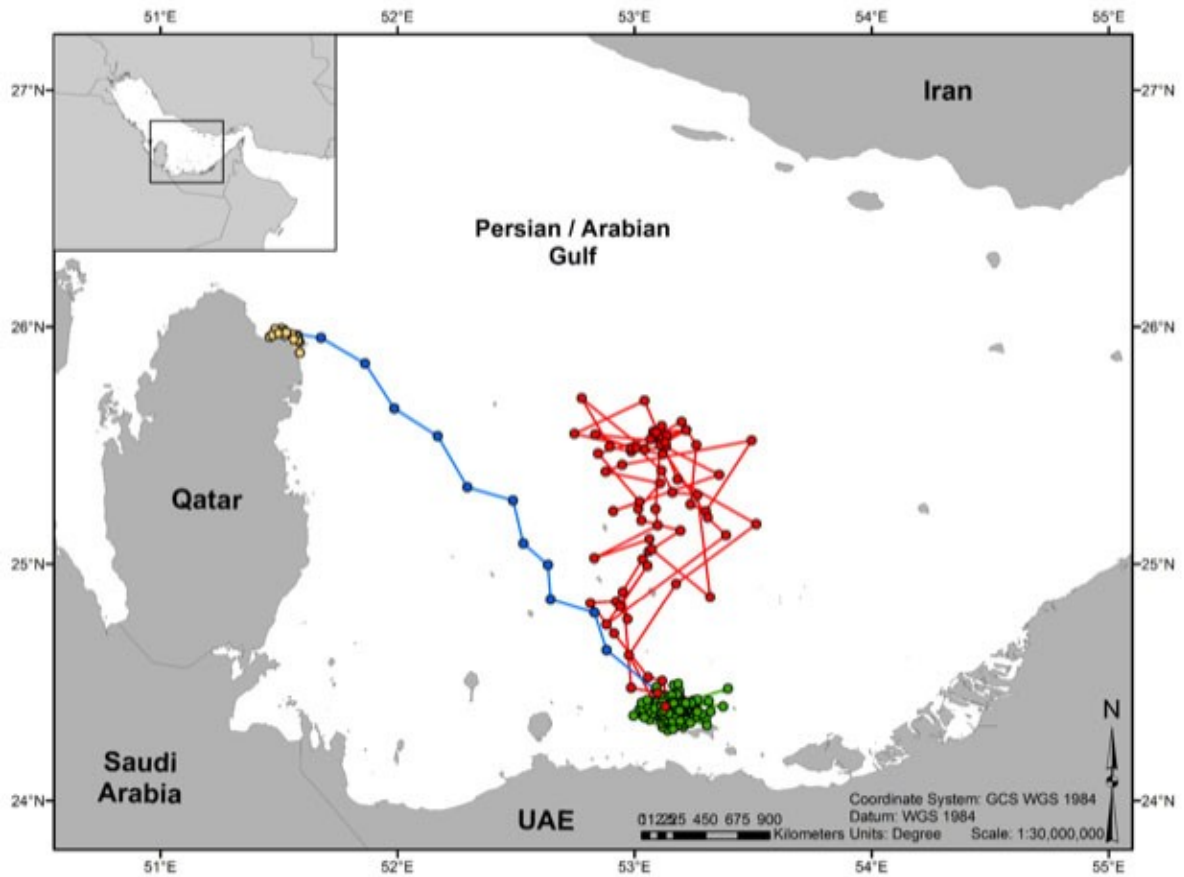 51°E 52°E 53°E 54°E 55°E
27°N 27°N
Iran
Persian / Arabian
Gulf
26°N 26°N
Qatar
25°N 25°N
N
Saudi
Arabia
24°N 24°N
UAE
Coordinate System: GCS WGS 1984
Datum: WGS 1984
450 675 900
Kilometers Units: Degree Scale: 1:30,000,000
51°E 52°E 53°E 54°E 55°E